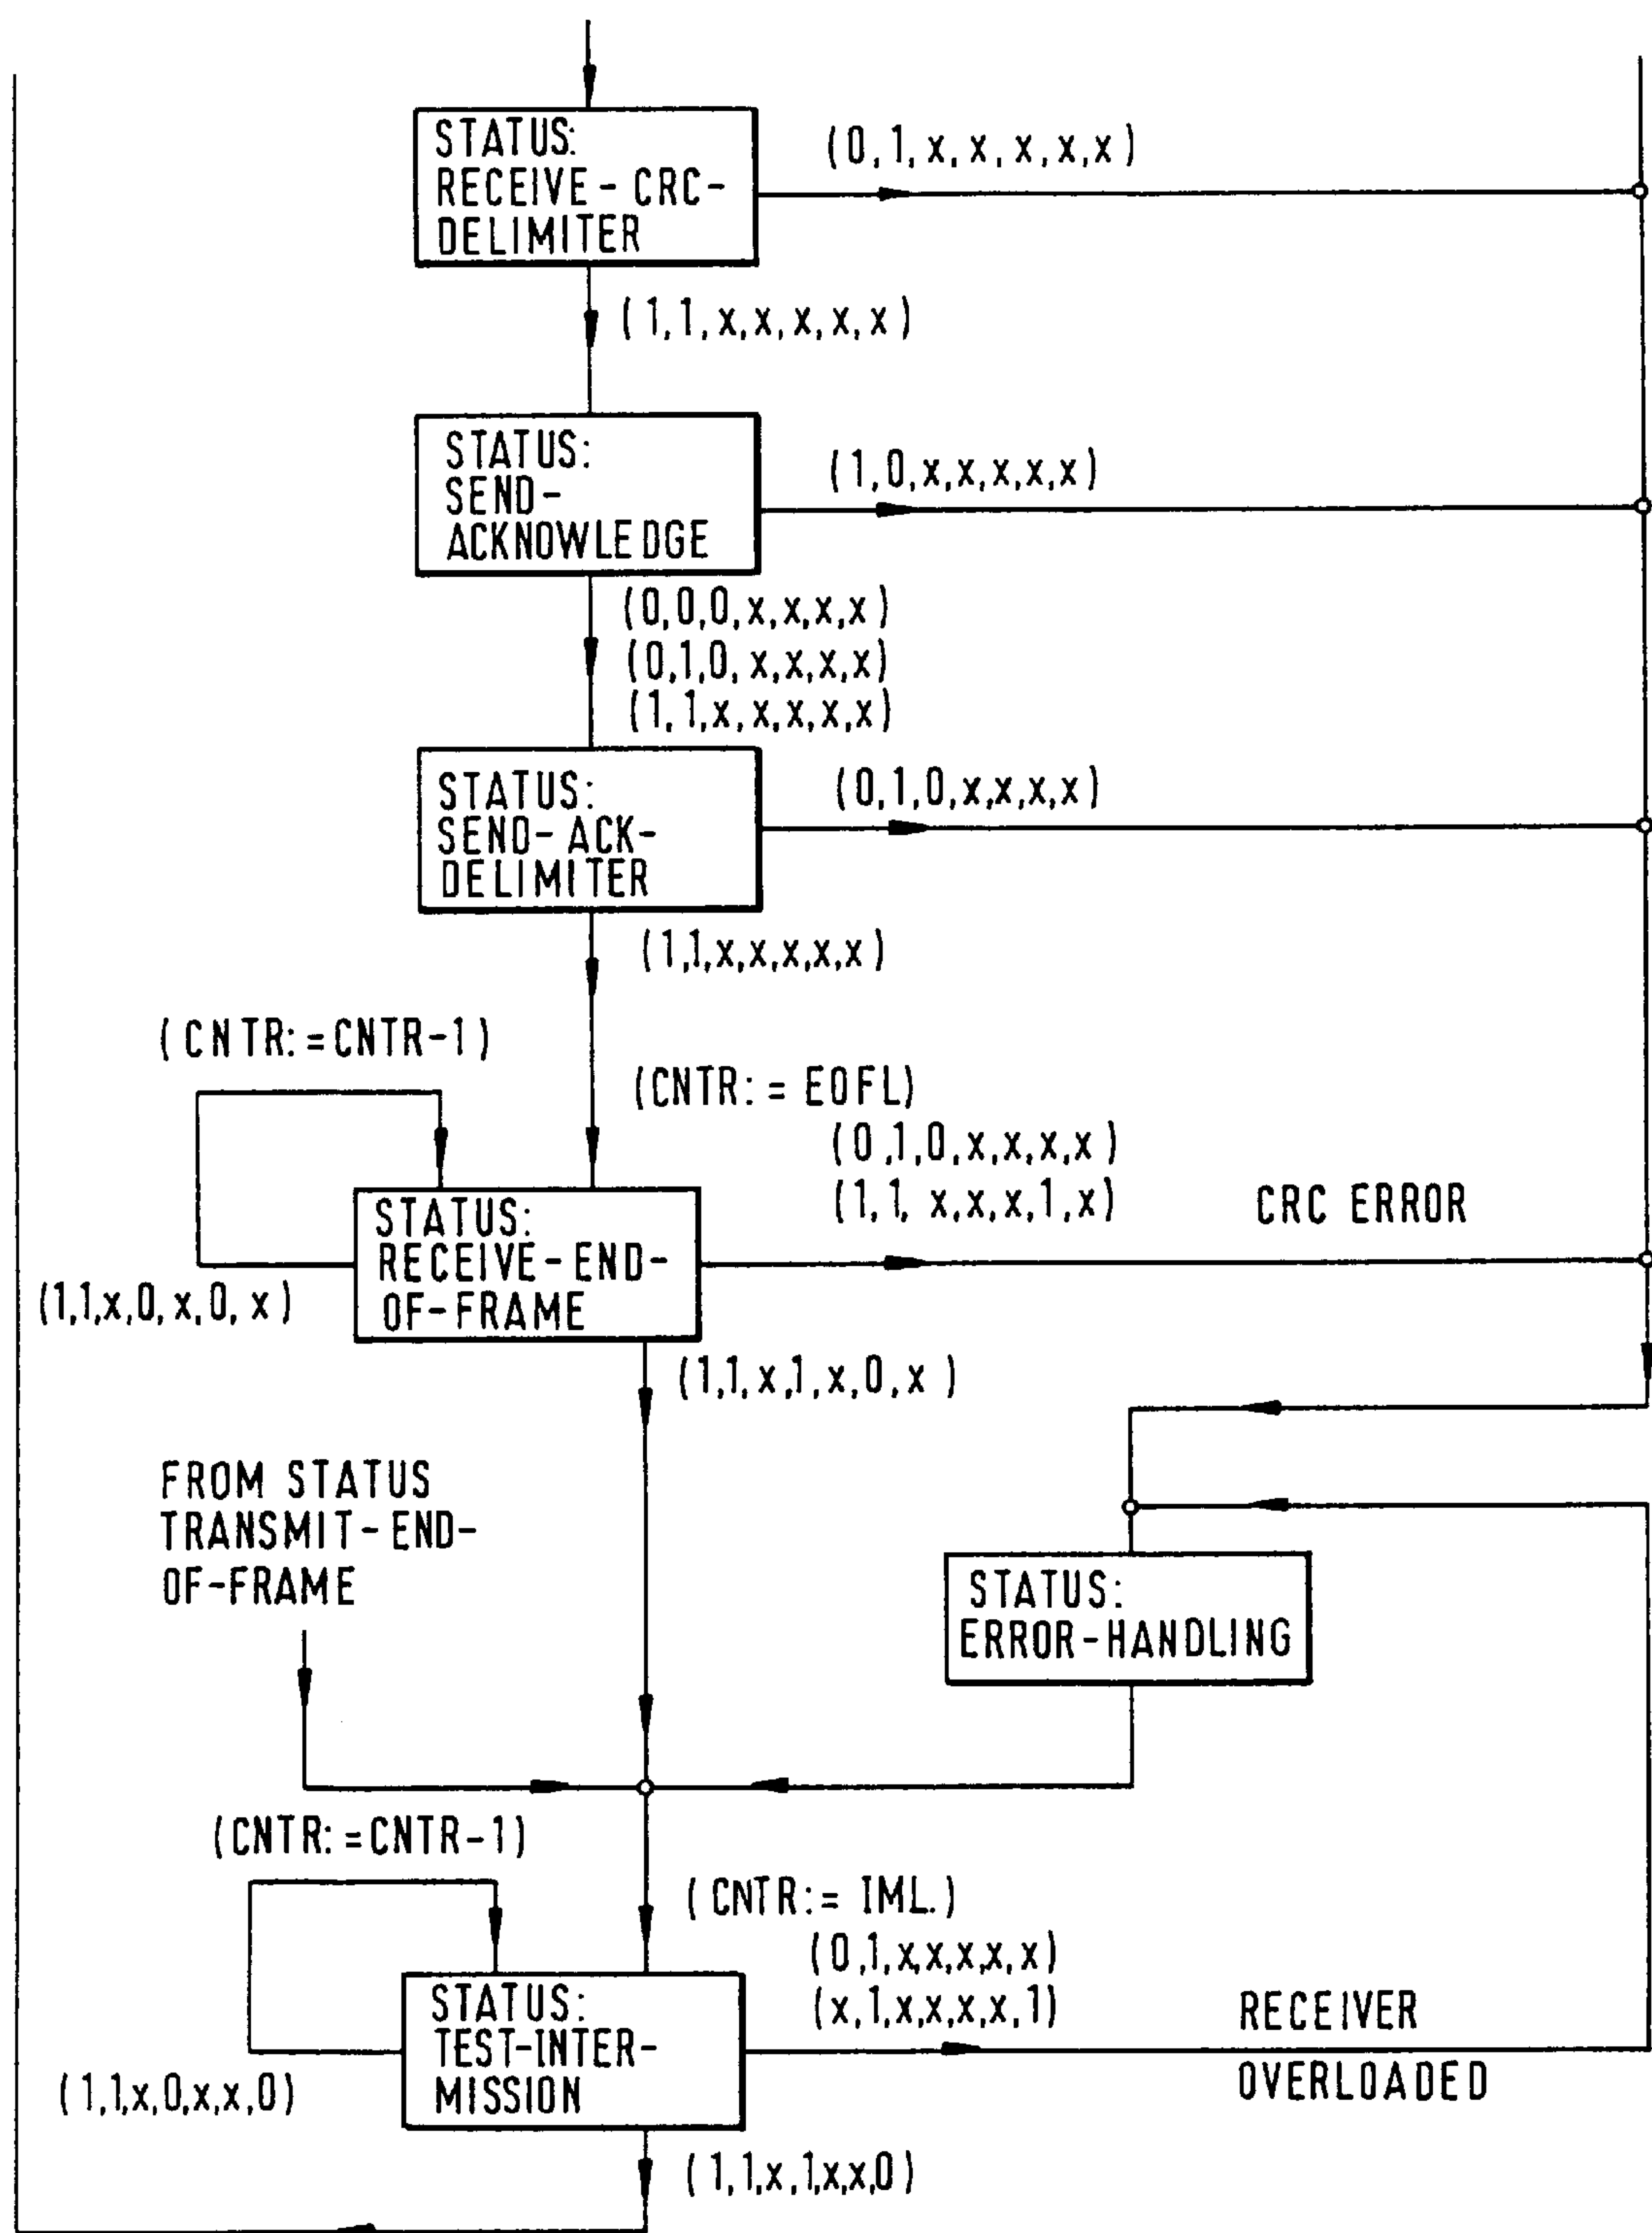 STATUS:
RECEIVE-CRC-
DELIMITER
(0,1,x,x,x,x,x)
(1,1,x,x,x,x,x)
STATUS:
SEND-
ACKNOWLEDGE
(1,0,x,x,x,x,x)
(0,0,0,x,x,x,x)
(0,1,0,x,x,x,x)
(1,1,x,x,x,x,x)
STATUS:
SEND-ACK-
DELIMITER
(0,1,0,x,x,x,x)
(1,1,x,x,x,x,x)
(CNTR:=CNTR-1)
(CNTR:=EOFL)
(0,1,0,x,x,x,x)
(1,1,x,x,x,1,x)
CRC ERROR
STATUS:
RECEIVE-END-
OF-FRAME
(1,1,x,0,x,0,x)
(1,1,x,1,x,0,x)
FROM STATUS
TRANSMIT-END-
OF-FRAME
STATUS:
ERROR-HANDLING
(CNTR:=CNTR-1)
(CNTR:=IML.)
(0,1,x,x,x,x,x)
(x,1,x,x,x,x,1)
RECEIVER
OVERLOADED
STATUS:
TEST-INTER-
MISSION
(1,1,x,0,x,x,0)
(1,1,x,1,x,x,0)